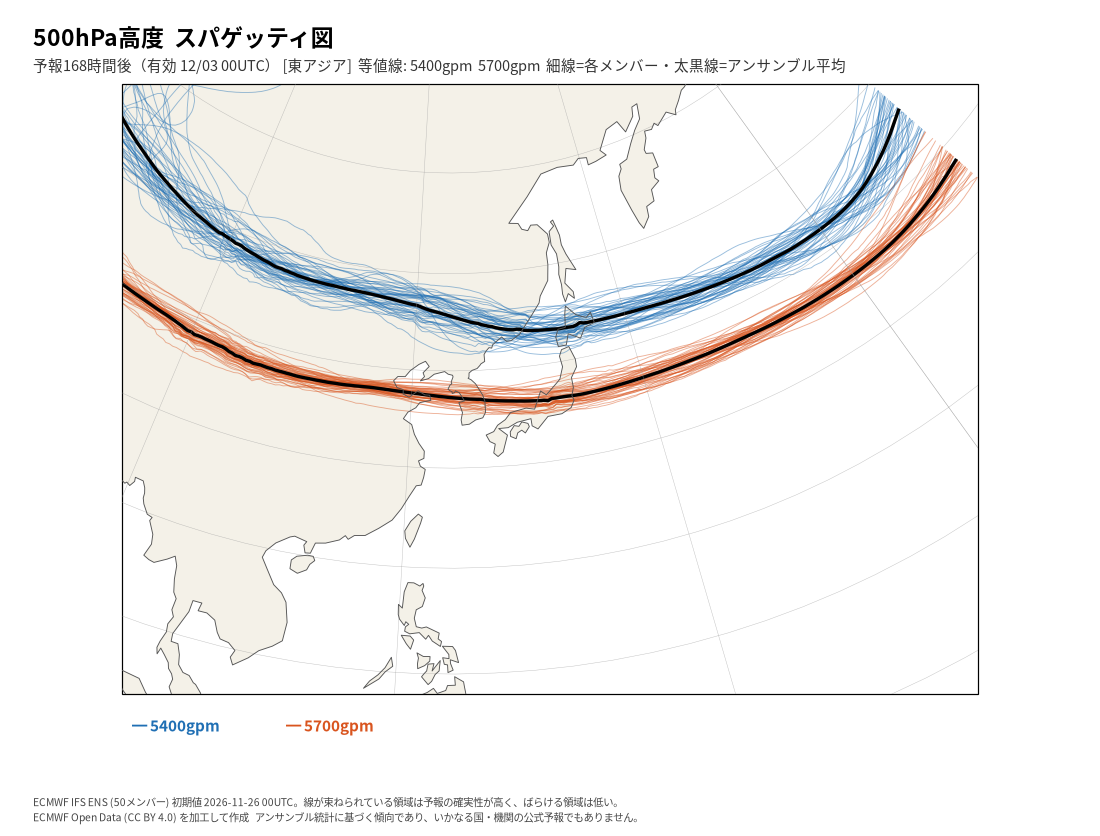 500hPa高度 スパゲッティ図
予報168時間後（有効 12/03 00UTC） [東アジア] 等値線: 5400gpm 5700gpm 細線=各メンバー・太黒線=アンサンブル平均
5400gpm
5700gpm
ECMWF IFS ENS (50メンバー) 初期値 2026-11-26 00UTC。線が束ねられている領域は予報の確実性が高く、ばらける領域は低い。
ECMWF Open Data (CC BY 4.0) を加工して作成 アンサンブル統計に基づく傾向であり、いかなる国・機関の公式予報でもありません。